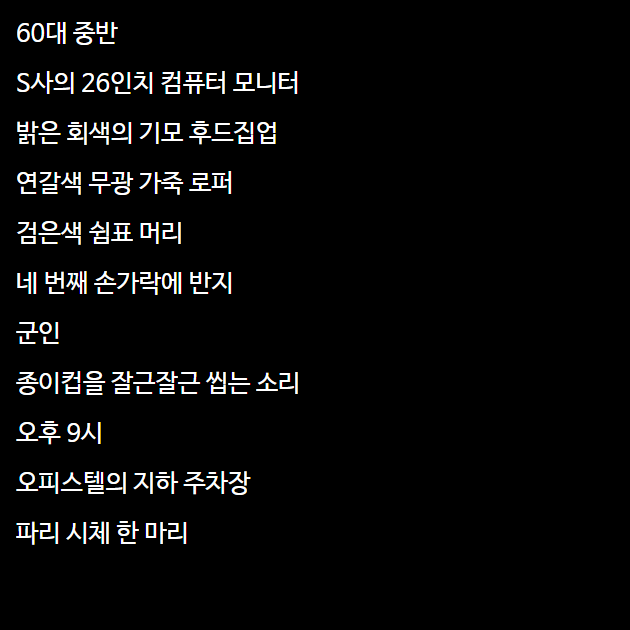 60대 중반
S사의 26인치 컴퓨터 모니터
밝은 회색의 기모 후드집업
연갈색 무광 가죽 로퍼
검은색 쉼표 머리
네 번째 손가락에 반지
군인
종이컵을 잘근잘근 씹는 소리
오후 9시
오피스텔의 지하 주차장
파리 시체 한 마리